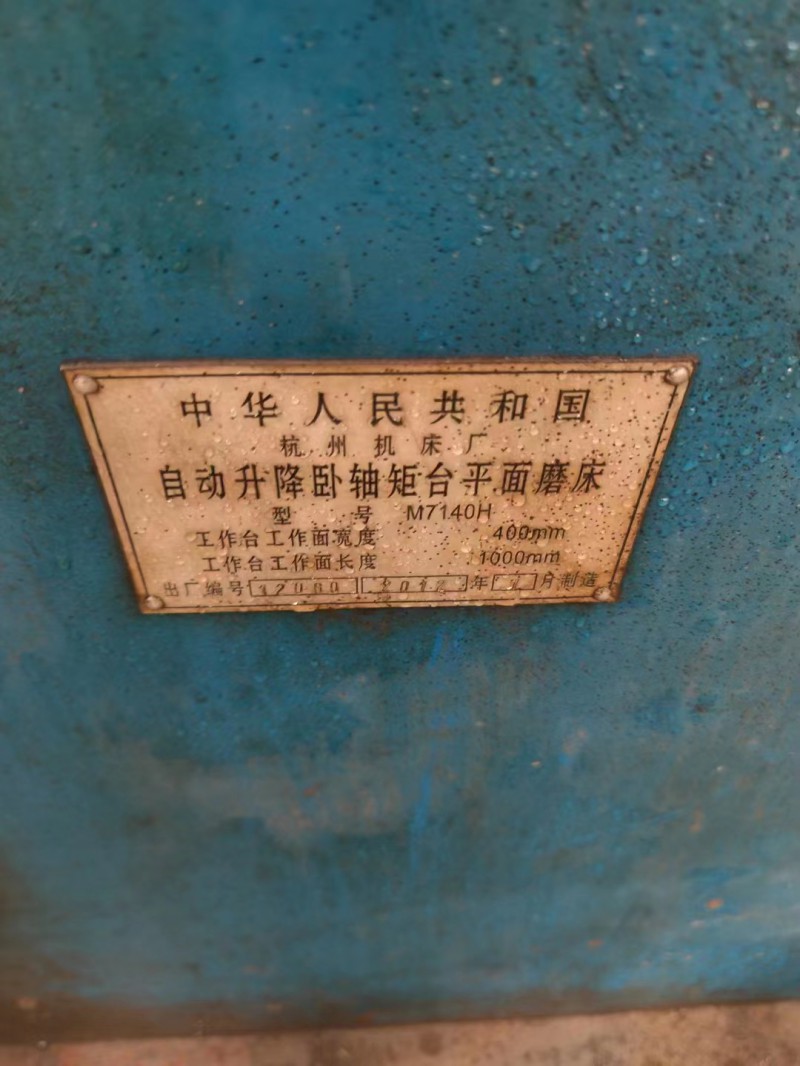 中华人民共和国
杭州机床厂
自动升降卧轴矩台平面磨床
型号 M7140H
工作台工作面宽度 400mm
工作台工作面长度 1000mm
出厂编号 年 月制造